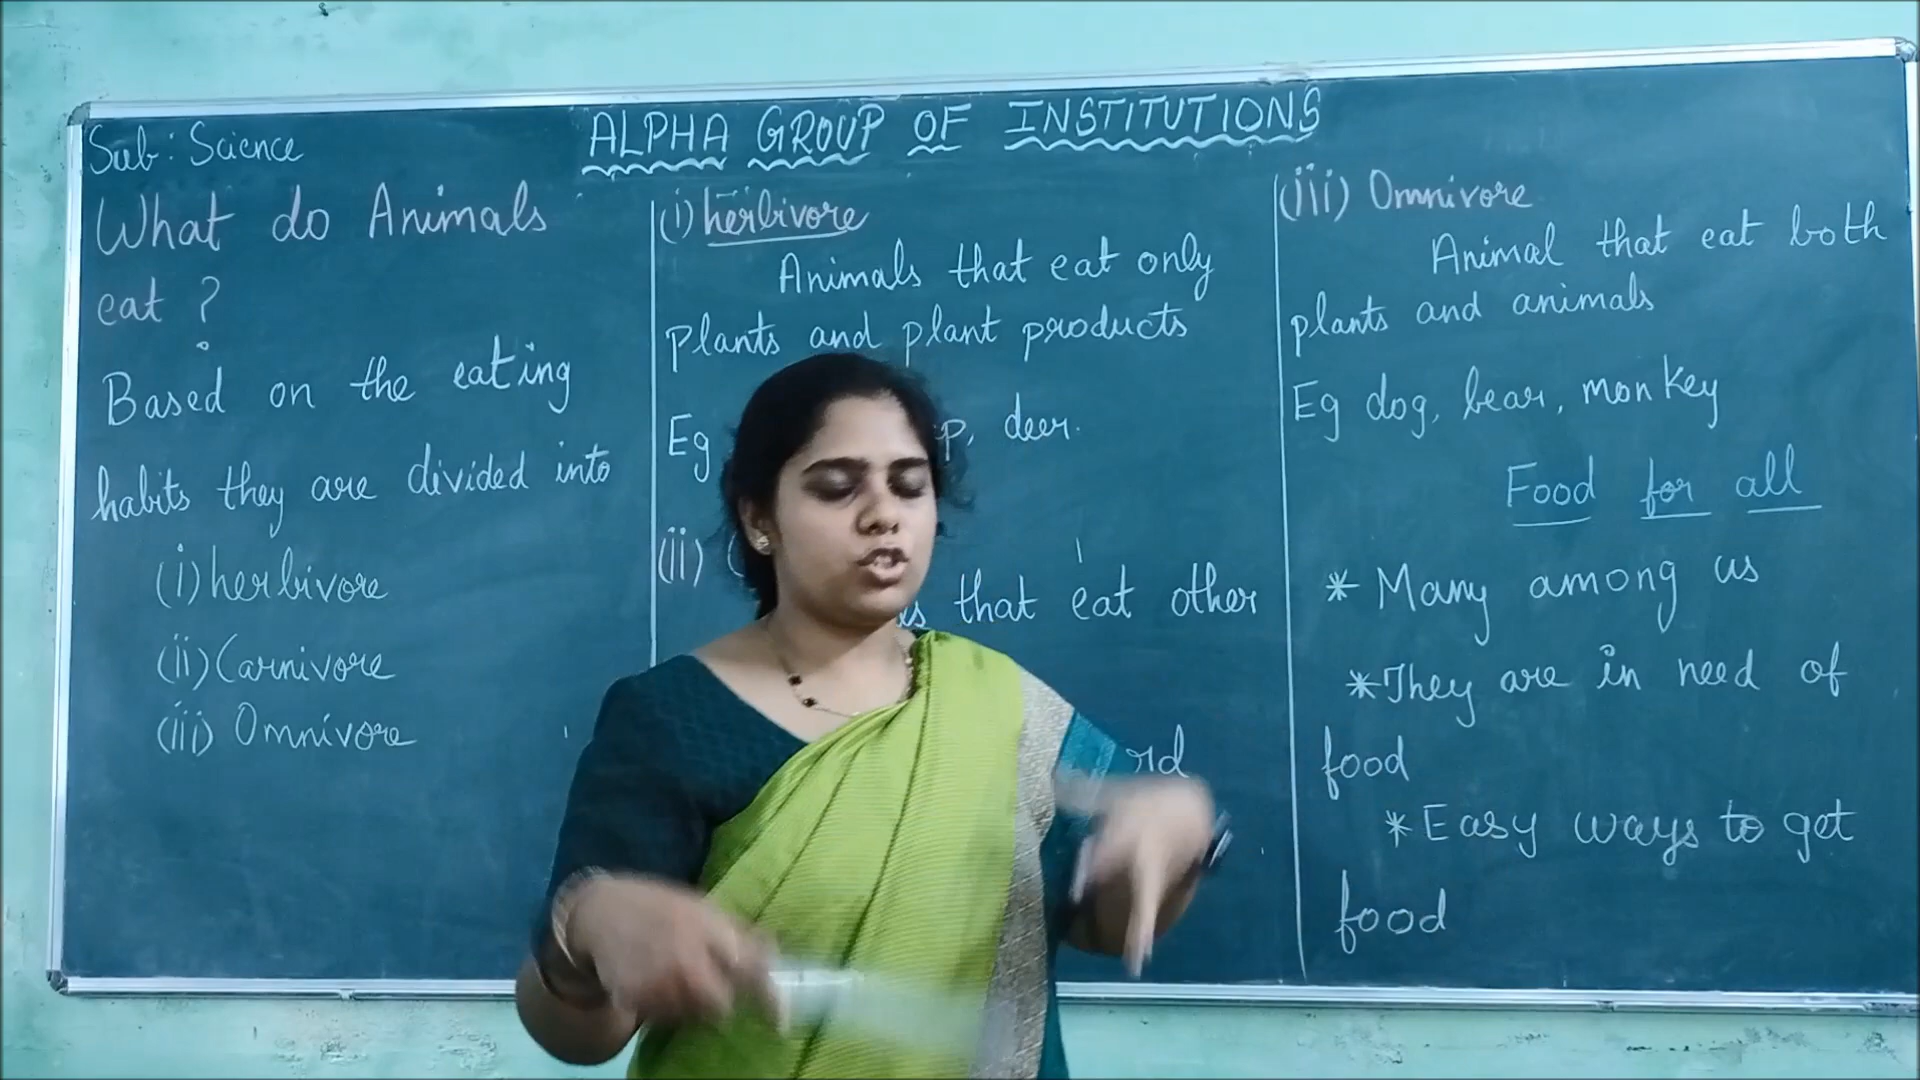 ALPHA GROUP OF INSTITUTIONS
Sub: Science
What do Animals
eat ?
Based on the eating
habits they are divided into
(i) herbivore
(ii) Carnivore
(iii) Omnivore
(i) herbivore
Animals that eat only
plants and plant products
Eg deer.
(ii)
that eat other
(iii) Omnivore
Animal that eat both
plants and animals
Eg dog, bear, monkey
Food for all
* Many among us
* They are in need of
food
* Easy ways to get
food